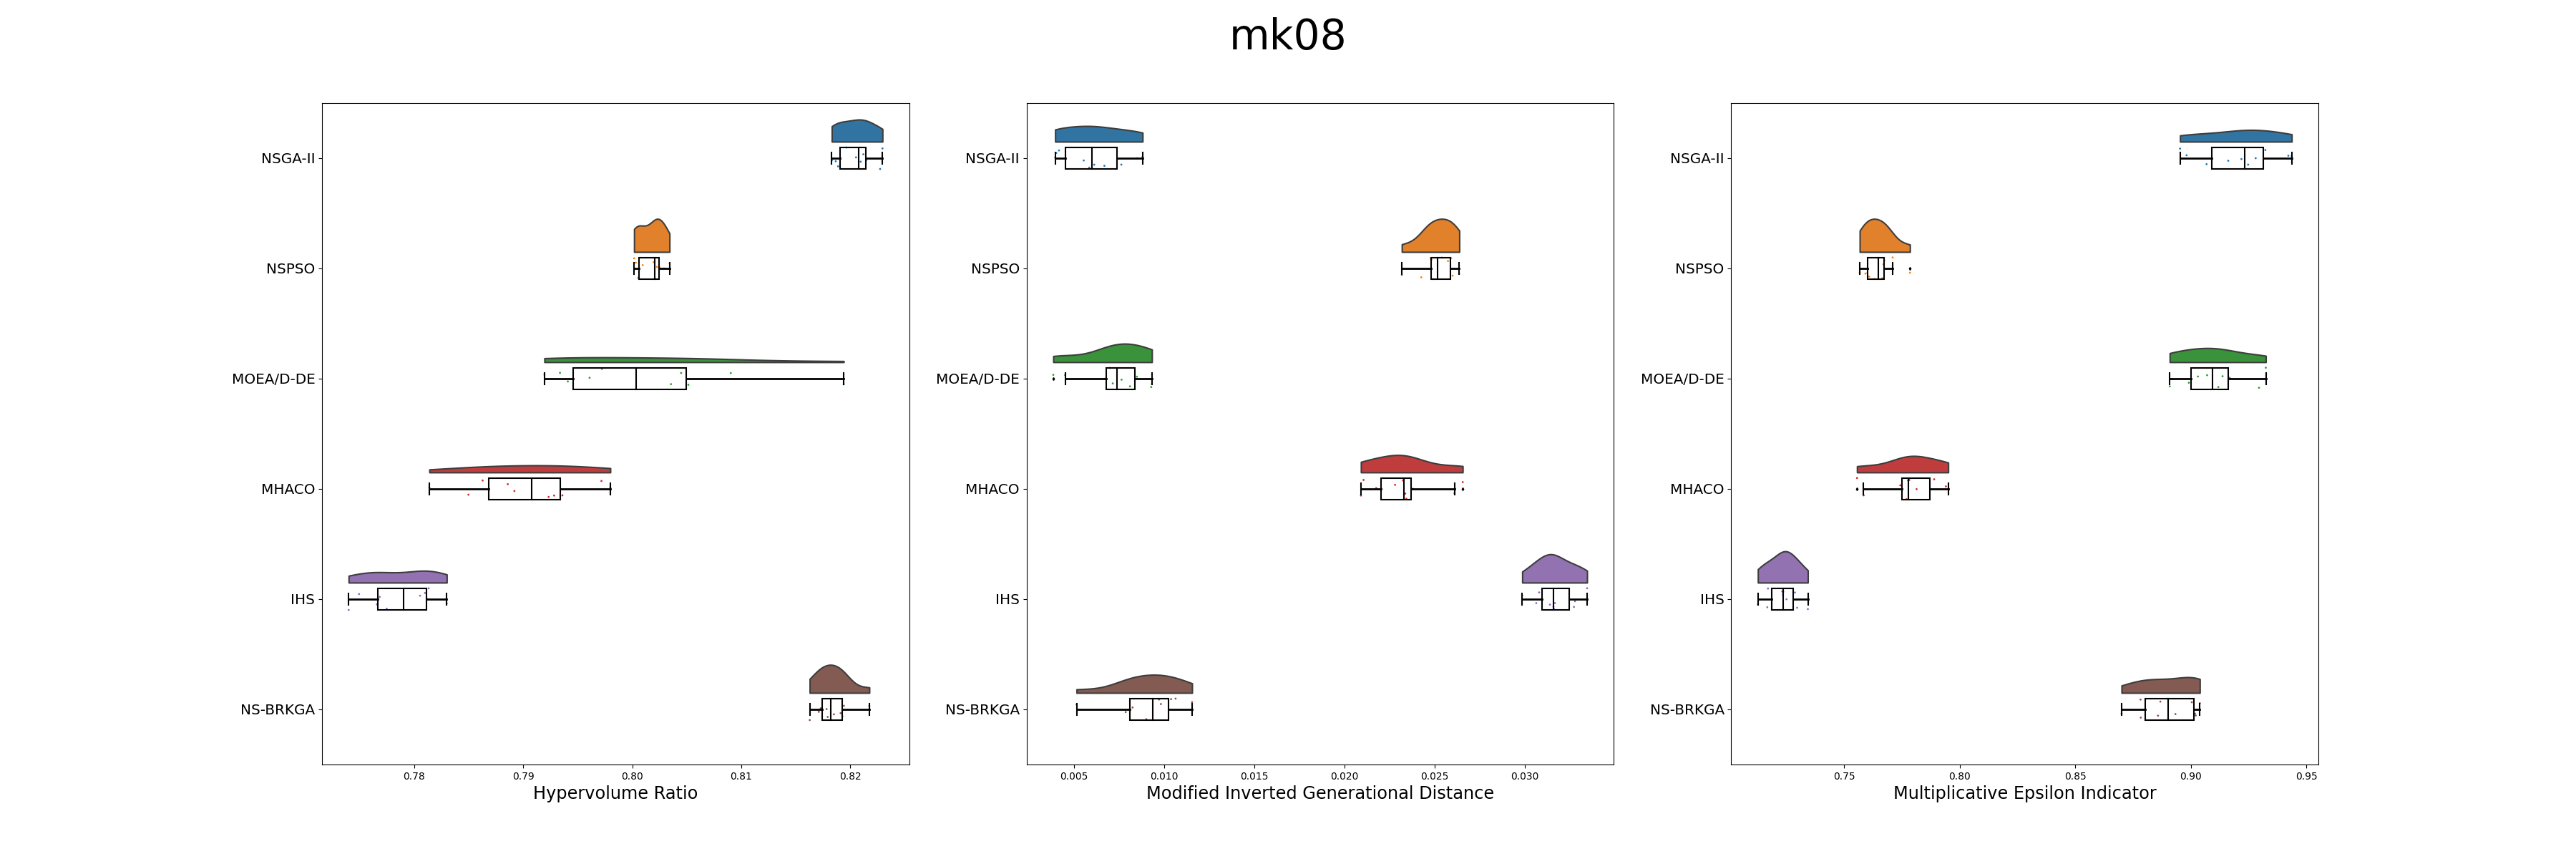 mk08
NSGA-II
NSPSO
MOEA/D-DE
MHACO
IHS
NS-BRKGA
0.78 0.79 0.80 0.81 0.82
Hypervolume Ratio
NSGA-II
NSPSO
MOEA/D-DE
MHACO
IHS
NS-BRKGA
0.005 0.010 0.015 0.020 0.025 0.030
Modified Inverted Generational Distance
NSGA-II
NSPSO
MOEA/D-DE
MHACO
IHS
NS-BRKGA
0.75 0.80 0.85 0.90 0.95
Multiplicative Epsilon Indicator